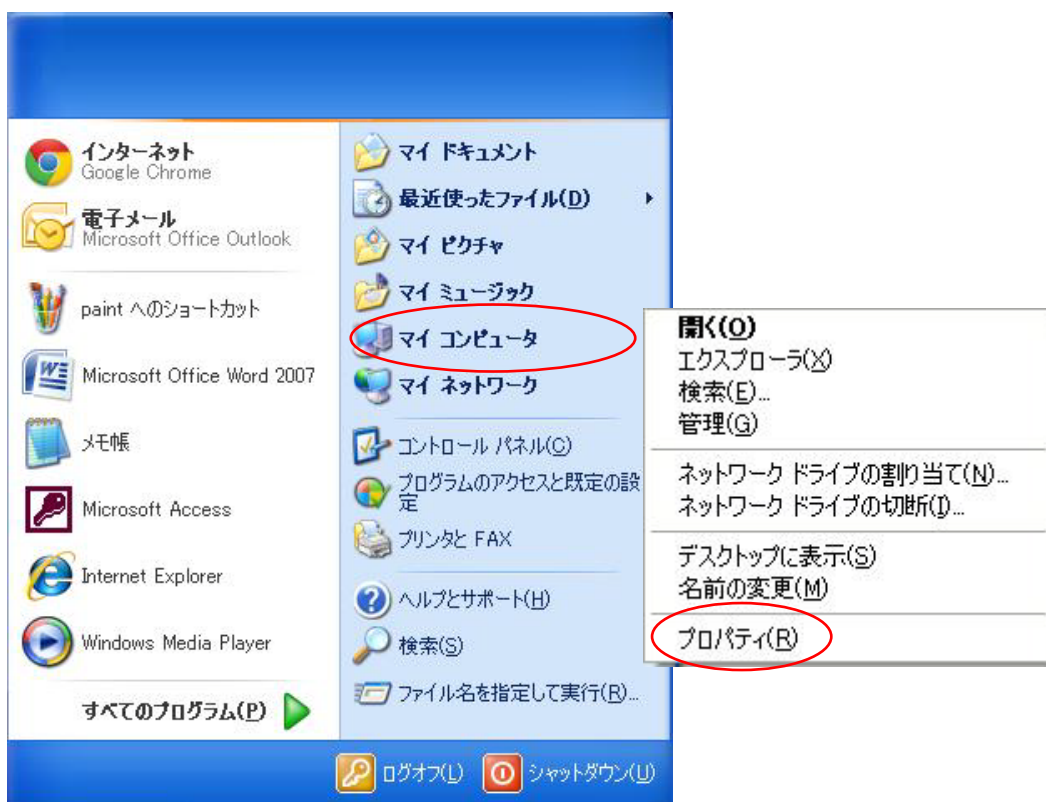 インターネット
Google Chrome
電子メール
Microsoft Office Outlook
paint へのショートカット
Microsoft Office Word 2007
メモ帳
Microsoft Access
Internet Explorer
Windows Media Player
すべてのプログラム(P)
マイ ドキュメント
最近使ったファイル(D)
マイ ピクチャ
マイ ミュージック
マイ コンピュータ
マイ ネットワーク
コントロール パネル(C)
プログラムのアクセスと既定の設
定
プリンタと FAX
ヘルプとサポート(H)
検索(S)
ファイル名を指定して実行(R)...
ログオフ(L)
シャットダウン(U)
開く(O)
エクスプローラ(X)
検索(E)...
管理(G)
ネットワーク ドライブの割り当て(N)...
ネットワーク ドライブの切断(I)...
デスクトップに表示(S)
名前の変更(M)
プロパティ(R)